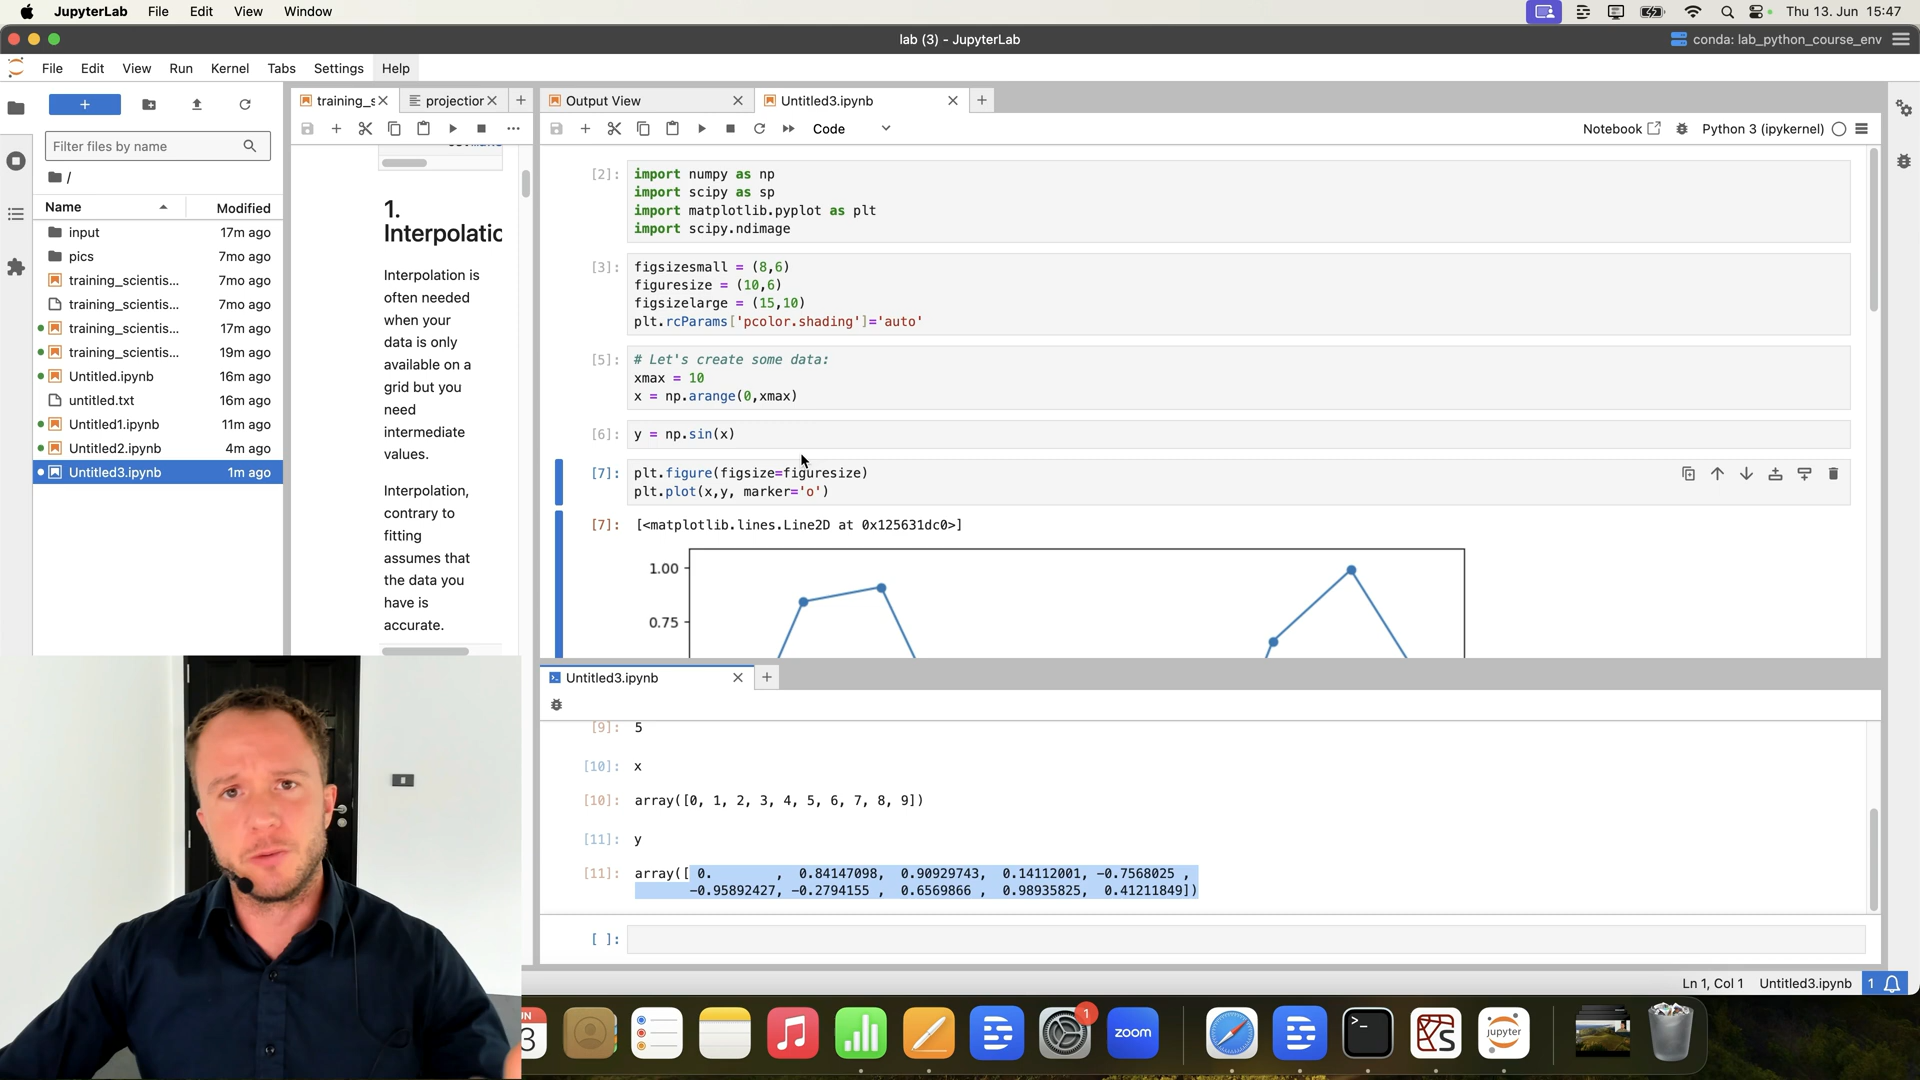 JupyterLab File Edit View Window
Thu 13. Jun 15:47
lab (3) - JupyterLab
conda: lab_python_course_env
File Edit View Run Kernel Tabs Settings Help
Filter files by name
/
Name Modified
input 17m ago
pics 7mo ago
training_scientis... 7mo ago
training_scientis... 7mo ago
training_scientis... 17m ago
training_scientis... 19m ago
Untitled.ipynb 16m ago
untitled.txt 16m ago
Untitled1.ipynb 11m ago
Untitled2.ipynb 4m ago
Untitled3.ipynb 1m ago
training_s projection
1.
Interpolatic
Interpolation is
often needed
when your
data is only
available on a
grid but you
need
intermediate
values.
Interpolation,
contrary to
fitting
assumes that
the data you
have is
accurate.
Output View Untitled3.ipynb
Code
Notebook Python 3 (ipykernel)
[2]: import numpy as np
import scipy as sp
import matplotlib.pyplot as plt
import scipy.ndimage
[3]: figsizesmall = (8,6)
figuresize = (10,6)
figsizelarge = (15,10)
plt.rcParams['pcolor.shading']='auto'
[5]: # Let's create some data:
xmax = 10
x = np.arange(0,xmax)
[6]: y = np.sin(x)
[7]: plt.figure(figsize=figuresize)
plt.plot(x,y, marker='o')
[7]: [<matplotlib.lines.Line2D at 0x125631dc0>]
1.00
0.75
Untitled3.ipynb
[9]: 5
[10]: x
[10]: array([0, 1, 2, 3, 4, 5, 6, 7, 8, 9])
[11]: y
[11]: array([ 0. , 0.84147098, 0.90929743, 0.14112001, -0.7568025 ,
-0.95892427, -0.2794155 , 0.6569866 , 0.98935825, 0.41211849])
[ ]:
Ln 1, Col 1 Untitled3.ipynb 1
UN
3
1
zoom
>_
jupyter